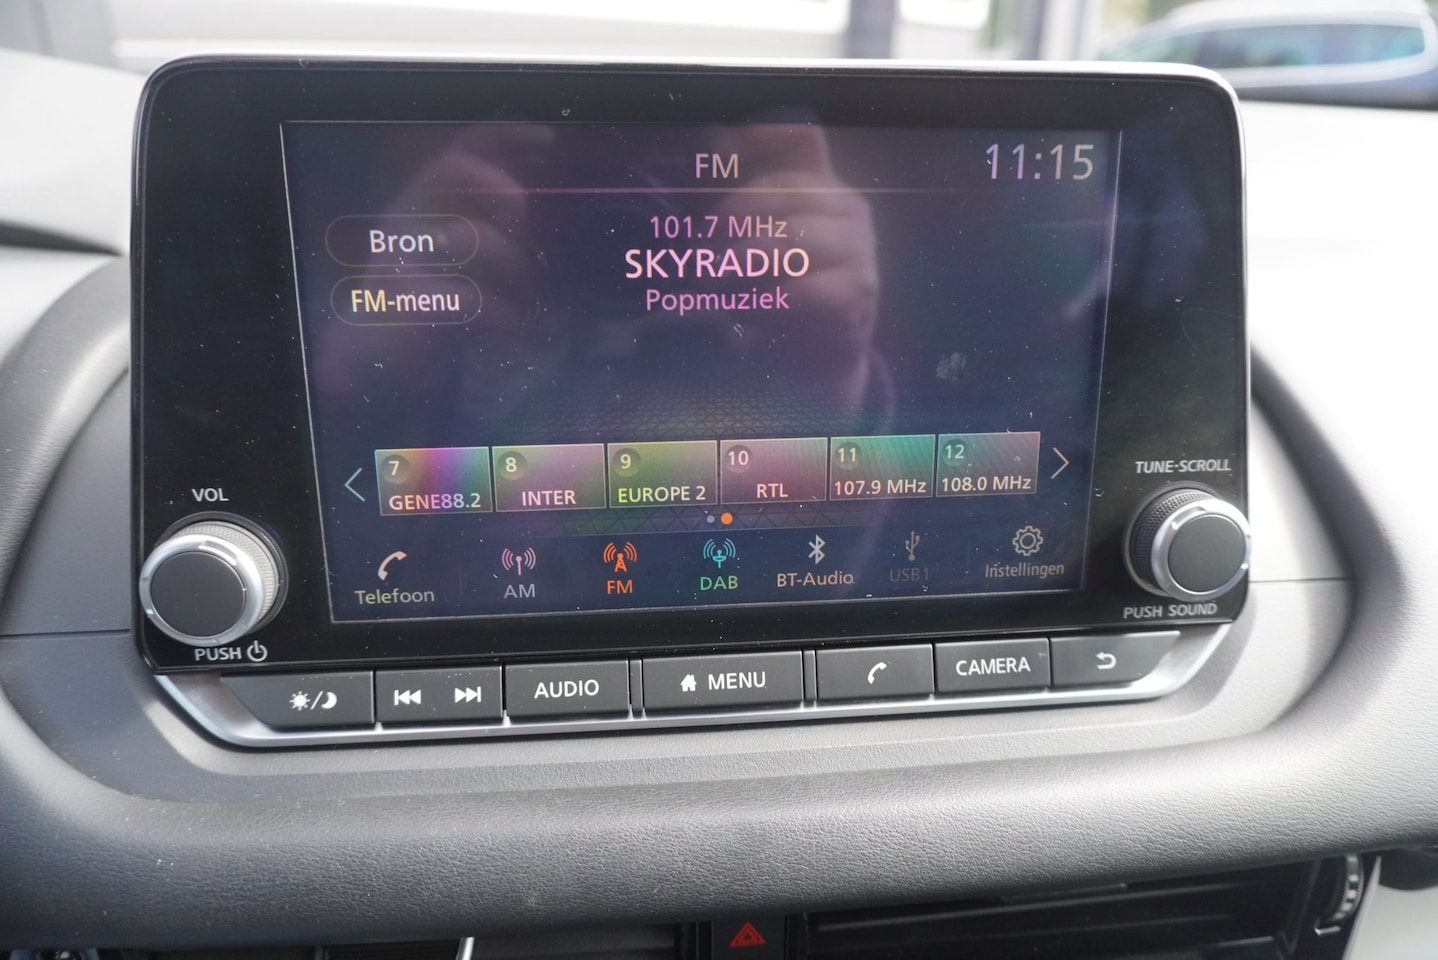 FM
11:15
Bron
101.7 MHz
SKYRADIO
FM-menu
Popmuziek
7
GENE88.2
8
INTER
9
EUROPE 2
10
RTL
11
107.9 MHz
12
108.0 MHz
Telefoon
AM
FM
DAB
BT-Audio
USB1
Instellingen
VOL
PUSH
TUNE·SCROLL
PUSH SOUND
AUDIO
MENU
CAMERA